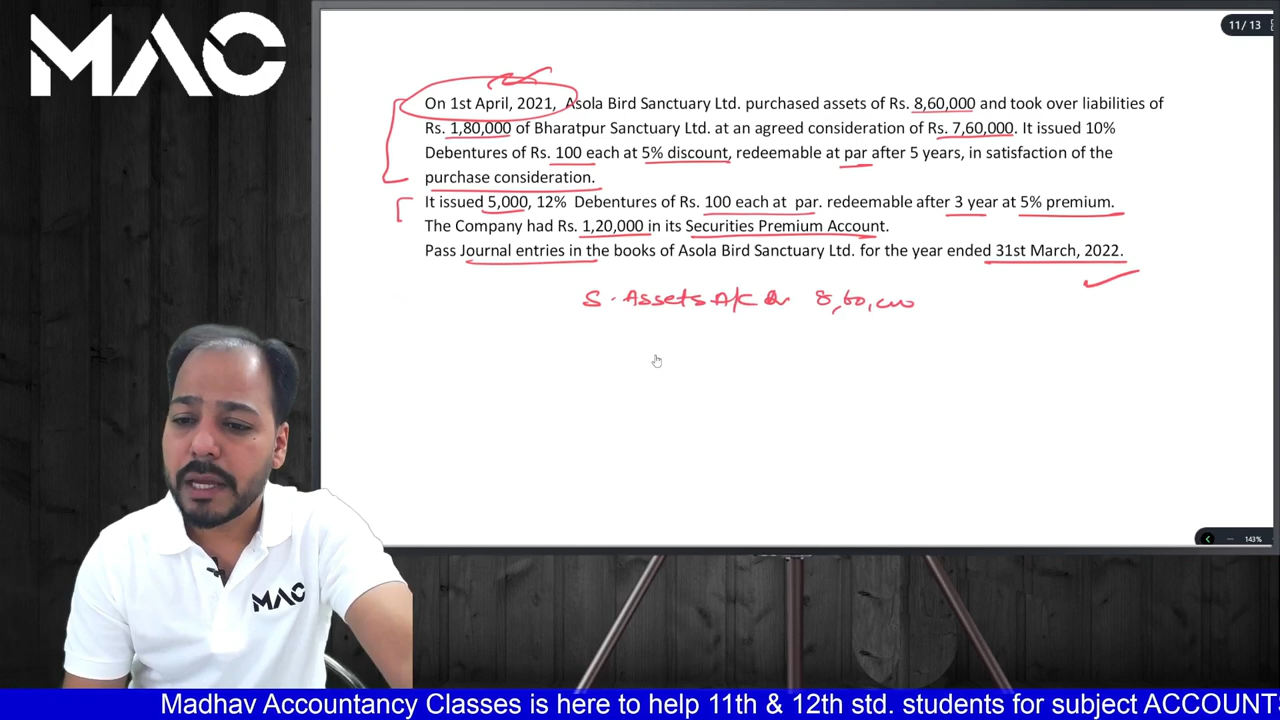 MAC
11/13
On 1st April, 2021, Asola Bird Sanctuary Ltd. purchased assets of Rs. 8,60,000 and took over liabilities of
Rs. 1,80,000 of Bharatpur Sanctuary Ltd. at an agreed consideration of Rs. 7,60,000. It issued 10%
Debentures of Rs. 100 each at 5% discount, redeemable at par after 5 years, in satisfaction of the
purchase consideration.
It issued 5,000, 12% Debentures of Rs. 100 each at par. redeemable after 3 year at 5% premium.
The Company had Rs. 1,20,000 in its Securities Premium Account.
Pass Journal entries in the books of Asola Bird Sanctuary Ltd. for the year ended 31st March, 2022.
S. Assets A/c Dr 8,60,000
143%
MAC
Madhav Accountancy Classes is here to help 11th & 12th std. students for subject ACCOUNT